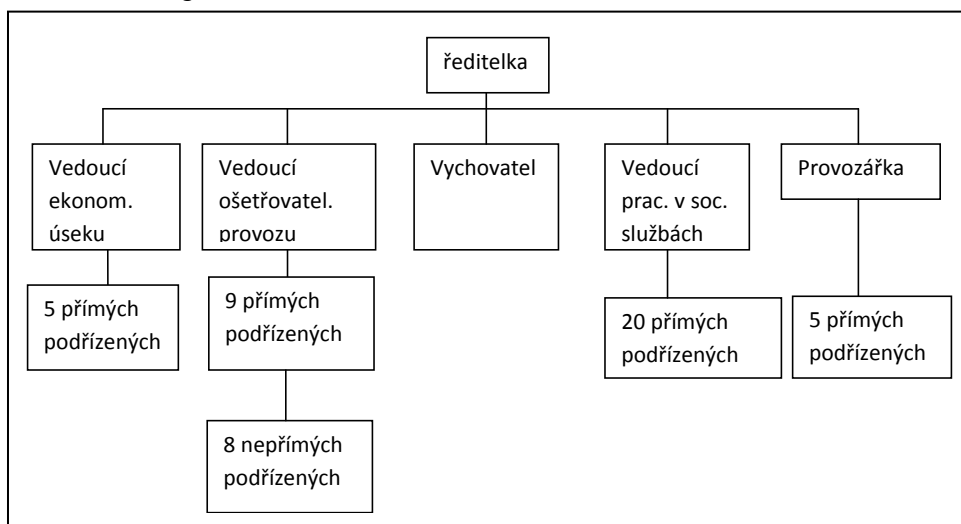 ředitelka
Vedoucí
ekonom.
úseku
Vedoucí
ošetřovatel.
provozu
Vychovatel
Vedoucí
prac. v soc.
službách
Provozářka
5 přímých
podřízených
9 přímých
podřízených
20 přímých
podřízených
5 přímých
podřízených
8 nepřímých
podřízených